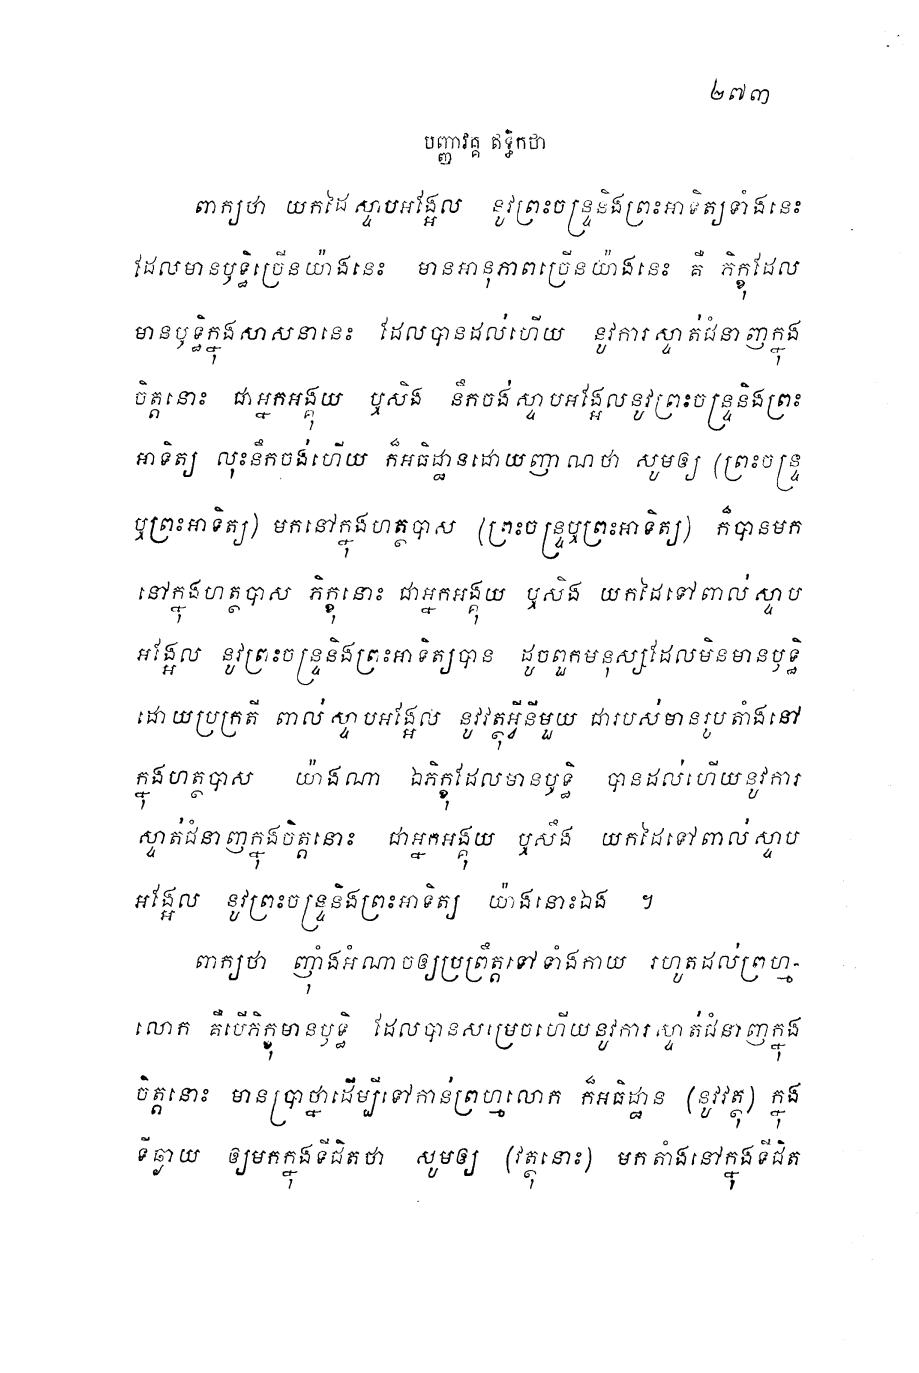 ២៧៣
បញ្ញាវគ្គ ឥទ្ធិកថា
ពាក្យថា យកដៃស្ទាបអង្អែល នូវព្រះចន្ទ្រនិងព្រះអាទិត្យទាំងនេះ
ដែលមានឫទ្ធិច្រើនយ៉ាងនេះ មានអានុភាពច្រើនយ៉ាងនេះ គឺ ភិក្ខុដែល
មានឫទ្ធិក្នុងសាសនានេះ ដែលបានដល់ហើយ នូវការស្ទាត់ជំនាញក្នុង
ចិត្តនោះ ជាអ្នកអង្គុយ ឬសិង នឹកចង់ស្ទាបអង្អែលនូវព្រះចន្ទ្រនិងព្រះ
អាទិត្យ លុះនឹកចង់ហើយ ក៏អធិដ្ឋានដោយញាណថា សូមឲ្យ (ព្រះចន្ទ្រ
ឬព្រះអាទិត្យ) មកនៅក្នុងហត្ថបាស (ព្រះចន្ទ្រឬព្រះអាទិត្យ) ក៏បានមក
នៅក្នុងហត្ថបាស ភិក្ខុនោះ ជាអ្នកអង្គុយ ឬសិង យកដៃទៅពាល់ស្ទាប
អង្អែល នូវព្រះចន្ទ្រនិងព្រះអាទិត្យបាន ដូចពួកមនុស្សដែលមិនមានឫទ្ធិ
ដោយប្រក្រតី ពាល់ស្ទាបអង្អែល នូវវត្ថុអ្វីនីមួយ ជារបស់មានរូបតាំងនៅ
ក្នុងហត្ថបាស យ៉ាងណា ឯភិក្ខុដែលមានឫទ្ធិ បានដល់ហើយនូវការ
ស្ទាត់ជំនាញក្នុងចិត្តនោះ ជាអ្នកអង្គុយ ឬសឹង យកដៃទៅពាល់ស្ទាប
អង្អែល នូវព្រះចន្ទ្រនិងព្រះអាទិត្យ យ៉ាងនោះឯង ។
ពាក្យថា ញ៉ាំងអំណាចឲ្យប្រព្រឹត្តទៅទាំងកាយ រហូតដល់ព្រហ្ម-
លោក គឺបើភិក្ខុមានឫទ្ធិ ដែលបានសម្រេចហើយនូវការស្ទាត់ជំនាញក្នុង
ចិត្តនោះ មានប្រាថ្នាដើម្បីទៅកាន់ព្រហ្មលោក ក៏អធិដ្ឋាន (នូវវត្ថុ) ក្នុង
ទីឆ្ងាយ ឲ្យមកក្នុងទីជិតថា សូមឲ្យ (វត្ថុនោះ) មកតាំងនៅក្នុងទីជិត